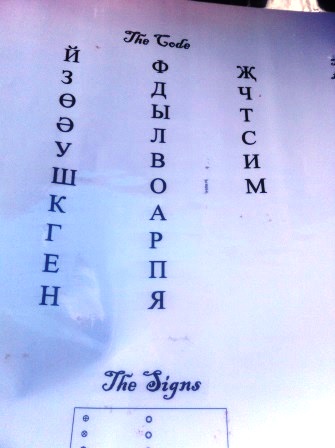 The Code
Й Ф Җ
З Д Ч
Ө Ы Т
Ә Л С
У В И
Ш О М
К А
Г Р
Е П
Н Я
The Signs